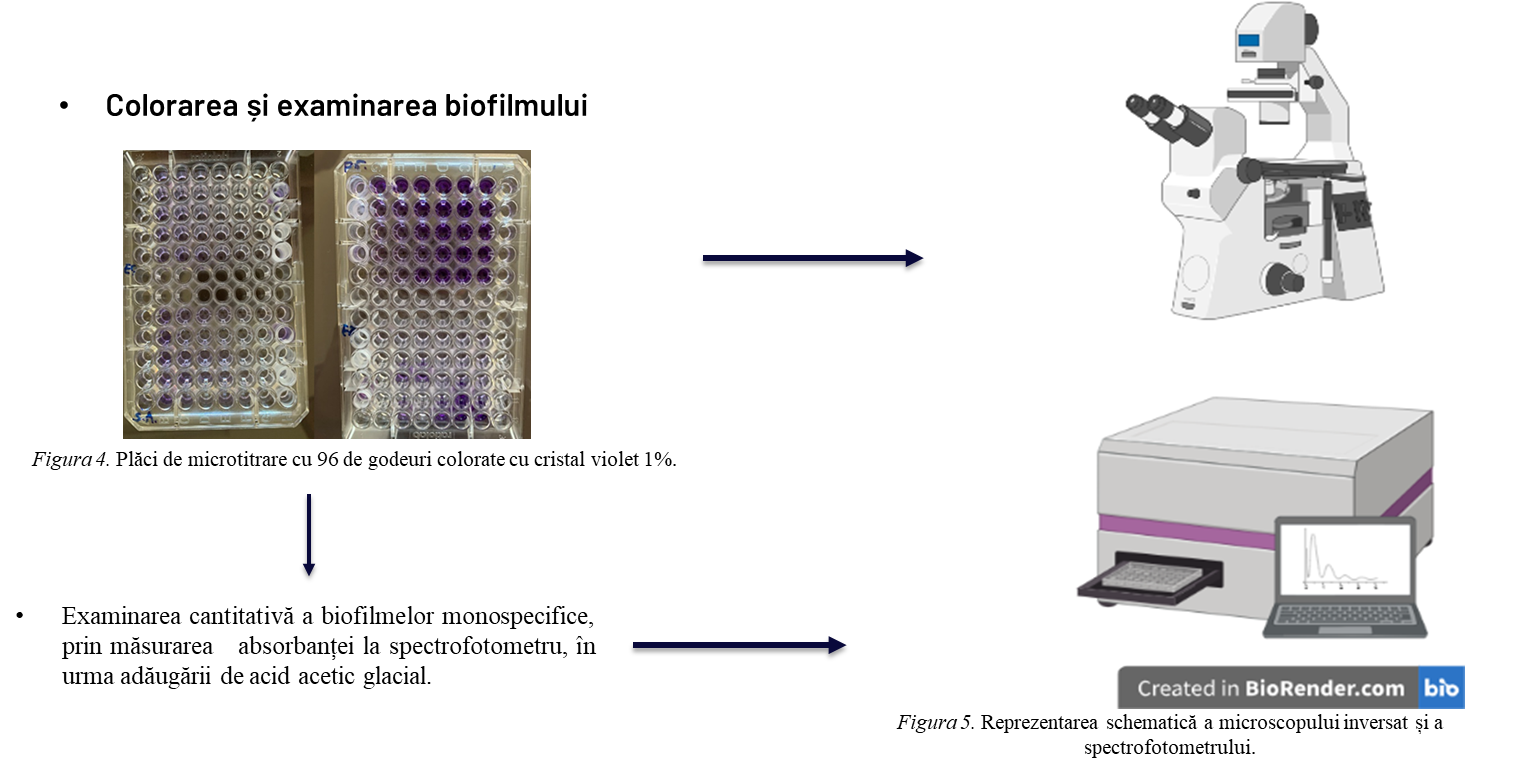 • Colorarea și examinarea biofilmului
S.A.
Figura 4. Plăci de microtitrare cu 96 de godeuri colorate cu cristal violet 1%.
• Examinarea cantitativă a biofilmelor monospecifice,
prin măsurarea absorbanței la spectrofotometru, în
urma adăugării de acid acetic glacial.
Created in BioRender.com bio
Figura 5. Reprezentarea schematică a microscopului inversat și a
spectrofotometrului.